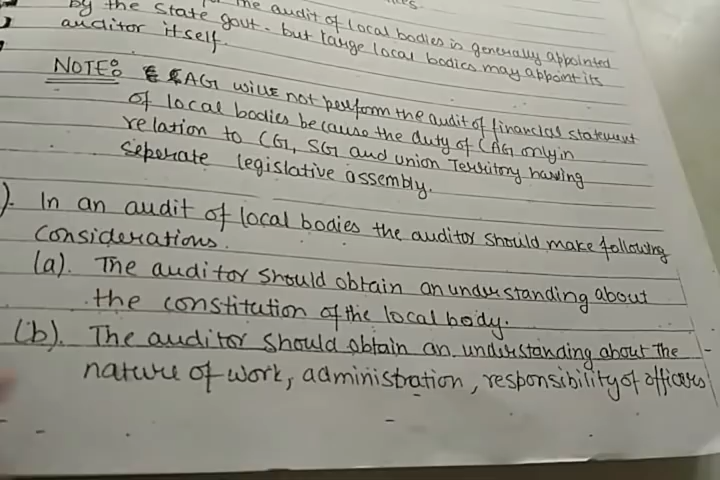 the audit of local bodies is generally appointed
by the State govt. but large local bodies may appoint its
auditor itself.
NOTE: CAG will not perform the audit of financial statement
of local bodies because the duty of CAG only in
relation to CG, SG and union Territory having
seperate legislative assembly.
). In an audit of local bodies the auditor should make following
considerations.
(a). The auditor should obtain an understanding about
the constitution of the local body.
(b). The auditor should obtain an understanding about the
nature of work, administration, responsibility of officers